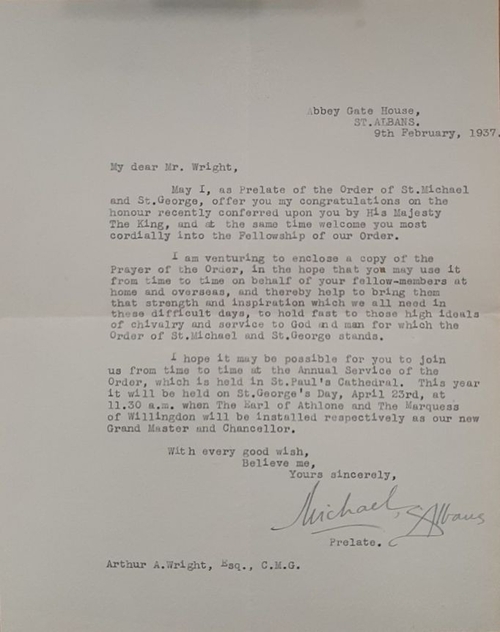 Abbey Gate House,
ST.ALBANS.
9th February, 1937.
My dear Mr. Wright,
May I, as Prelate of the Order of St.Michael
and St.George, offer you my congratulations on the
honour recently conferred upon you by His Majesty
The King, and at the same time welcome you most
cordially into the Fellowship of our Order.
I am venturing to enclose a copy of the
Prayer of the Order, in the hope that you may use it
from time to time on behalf of your fellow-members at
home and overseas, and thereby help to bring them
that strength and inspiration which we all need in
these difficult days, to hold fast to those high ideals
of chivalry and service to God and man for which the
Order of St.Michael and St.George stands.
I hope it may be possible for you to join
us from time to time at the Annual Service of the
Order, which is held in St.Paul's Cathedral. This year
it will be held on St.George's Day, April 23rd, at
11.30 a.m. when The Earl of Athlone and The Marquess
of Willingdon will be installed respectively as our new
Grand Master and Chancellor.
With every good wish,
Believe me,
Yours sincerely,
Michael, St Albans
Prelate.
Arthur A.Wright, Esq., C.M.G.